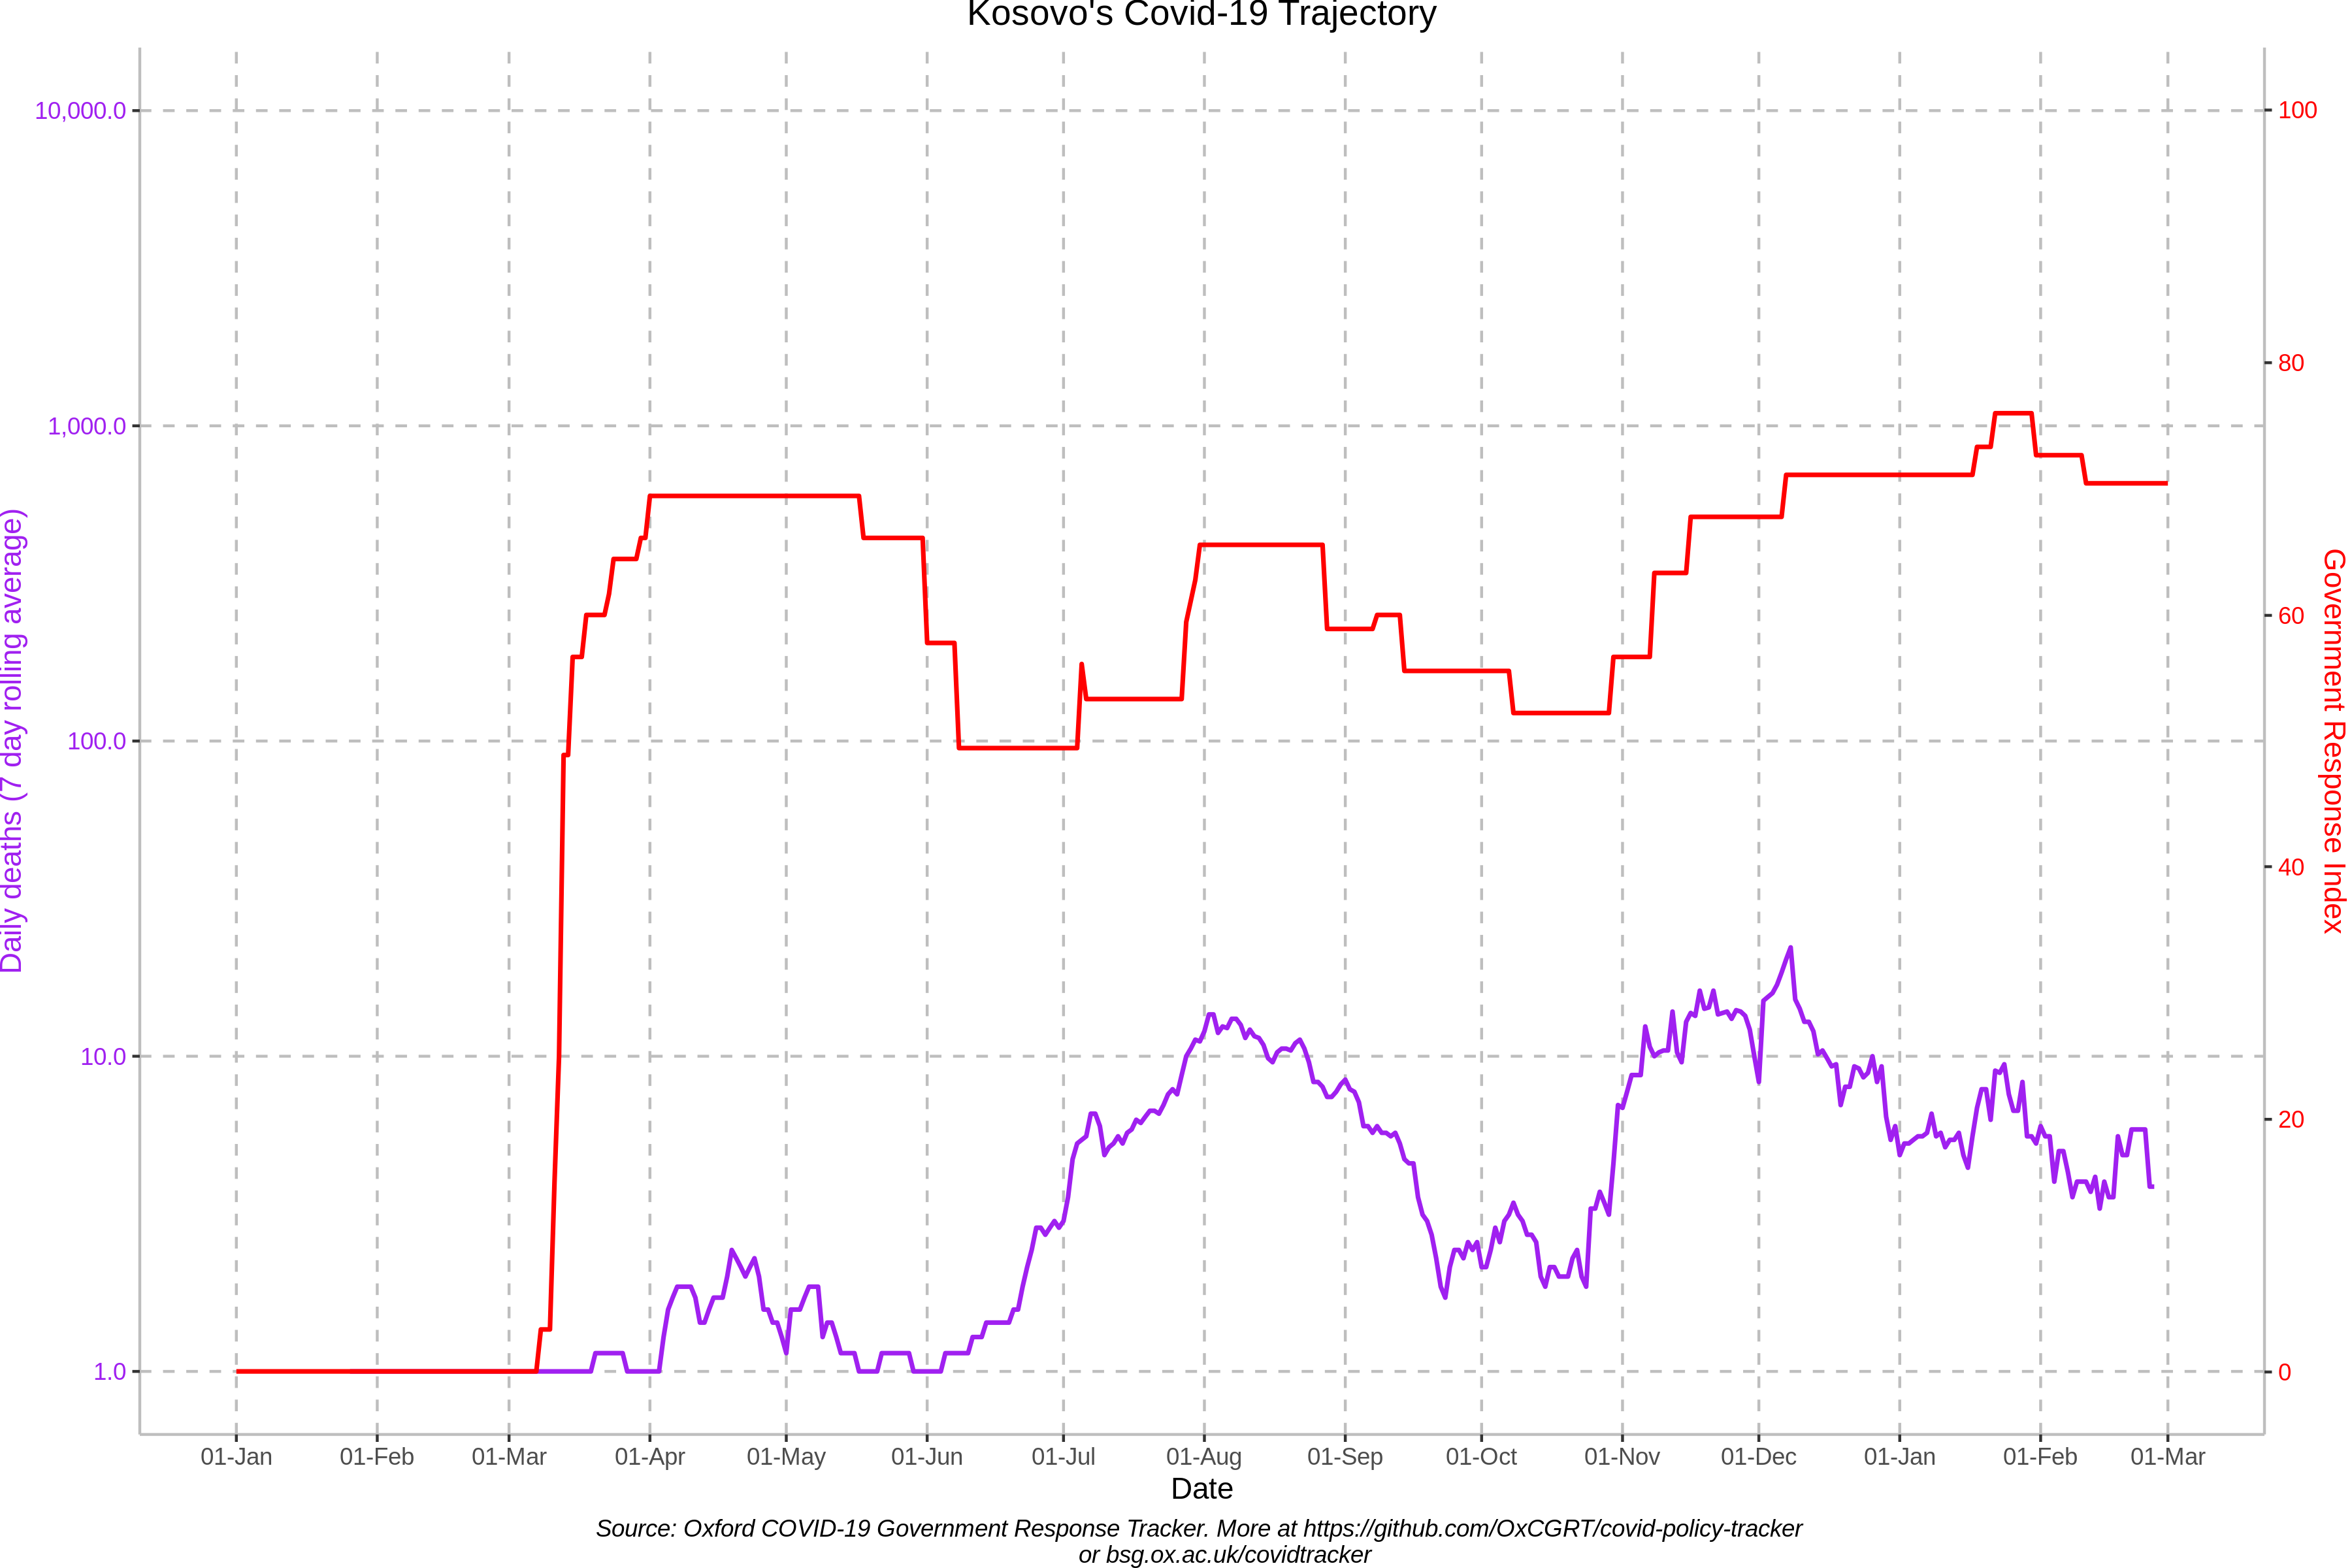 Kosovo's Covid-19 Trajectory
Daily deaths (7 day rolling average)
10,000.0
1,000.0
100.0
10.0
1.0
100
80
60
40
20
0
Government Response Index
01-Jan 01-Feb 01-Mar 01-Apr 01-May 01-Jun 01-Jul 01-Aug 01-Sep 01-Oct 01-Nov 01-Dec 01-Jan 01-Feb 01-Mar
Date
Source: Oxford COVID-19 Government Response Tracker. More at https://github.com/OxCGRT/covid-policy-tracker
or bsg.ox.ac.uk/covidtracker